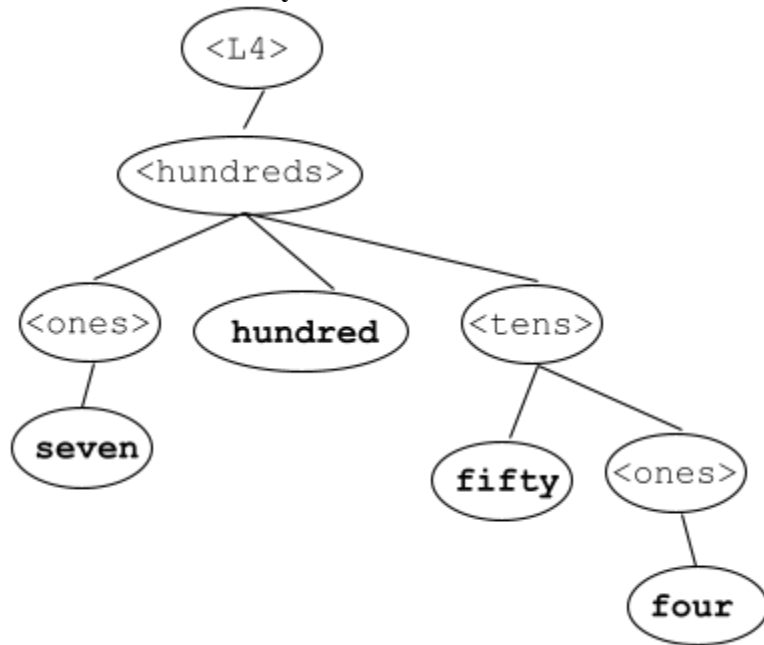 <L4>
<hundreds>
<ones> hundred <tens>
seven fifty <ones>
four